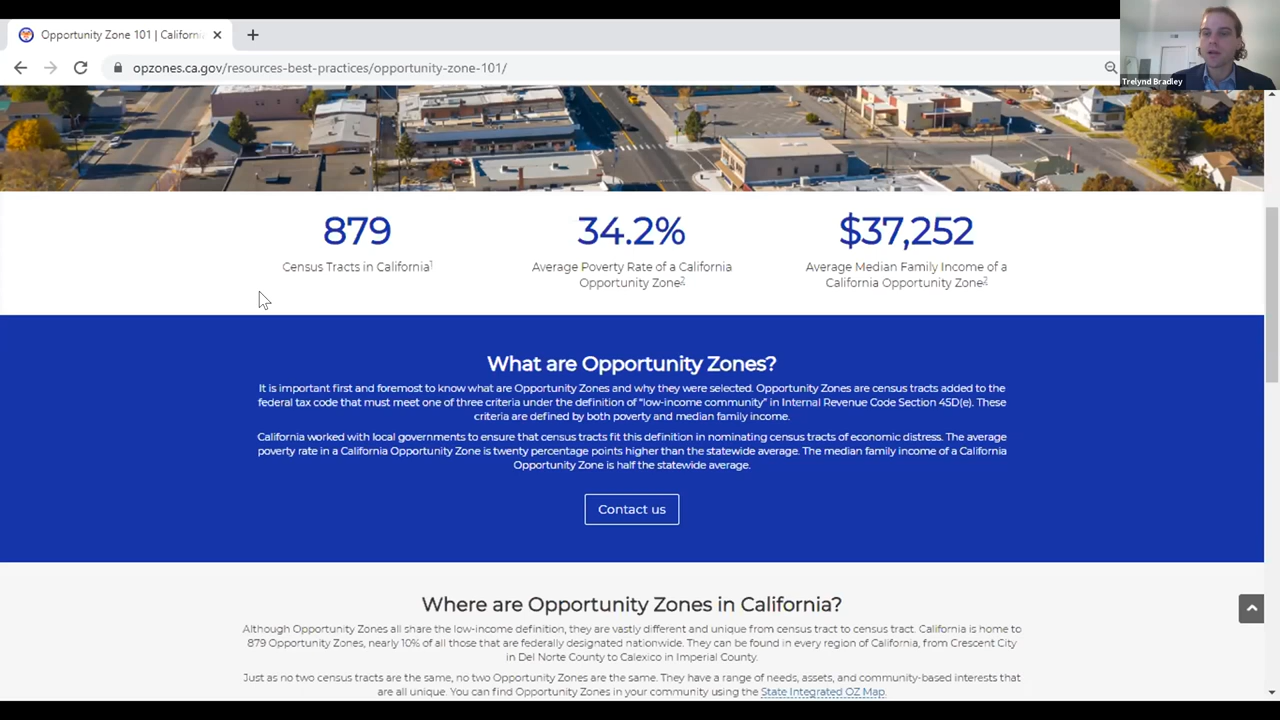 Opportunity Zone 101 | Californi
opzones.ca.gov/resources-best-practices/opportunity-zone-101/
Trelynd Bradley
879
Census Tracts in California1
34.2%
Average Poverty Rate of a California
Opportunity Zone2
$37,252
Average Median Family Income of a
California Opportunity Zone2
What are Opportunity Zones?
It is important first and foremost to know what are Opportunity Zones and why they were selected. Opportunity Zones are census tracts added to the
federal tax code that must meet one of three criteria under the definition of “low-income community” in Internal Revenue Code Section 45D(e). These
criteria are defined by both poverty and median family income.
California worked with local governments to ensure that census tracts fit this definition in nominating census tracts of economic distress. The average
poverty rate in a California Opportunity Zone is twenty percentage points higher than the statewide average. The median family income of a California
Opportunity Zone is half the statewide average.
Contact us
Where are Opportunity Zones in California?
Although Opportunity Zones all share the low-income definition, they are vastly different and unique from census tract to census tract. California is home to
879 Opportunity Zones, nearly 10% of all those that are federally designated nationwide. They can be found in every region of California, from Crescent City
in Del Norte County to Calexico in Imperial County.
Just as no two census tracts are the same, no two Opportunity Zones are the same. They have a range of needs, assets, and community-based interests that
are all unique. You can find Opportunity Zones in your community using the State Integrated OZ Map.